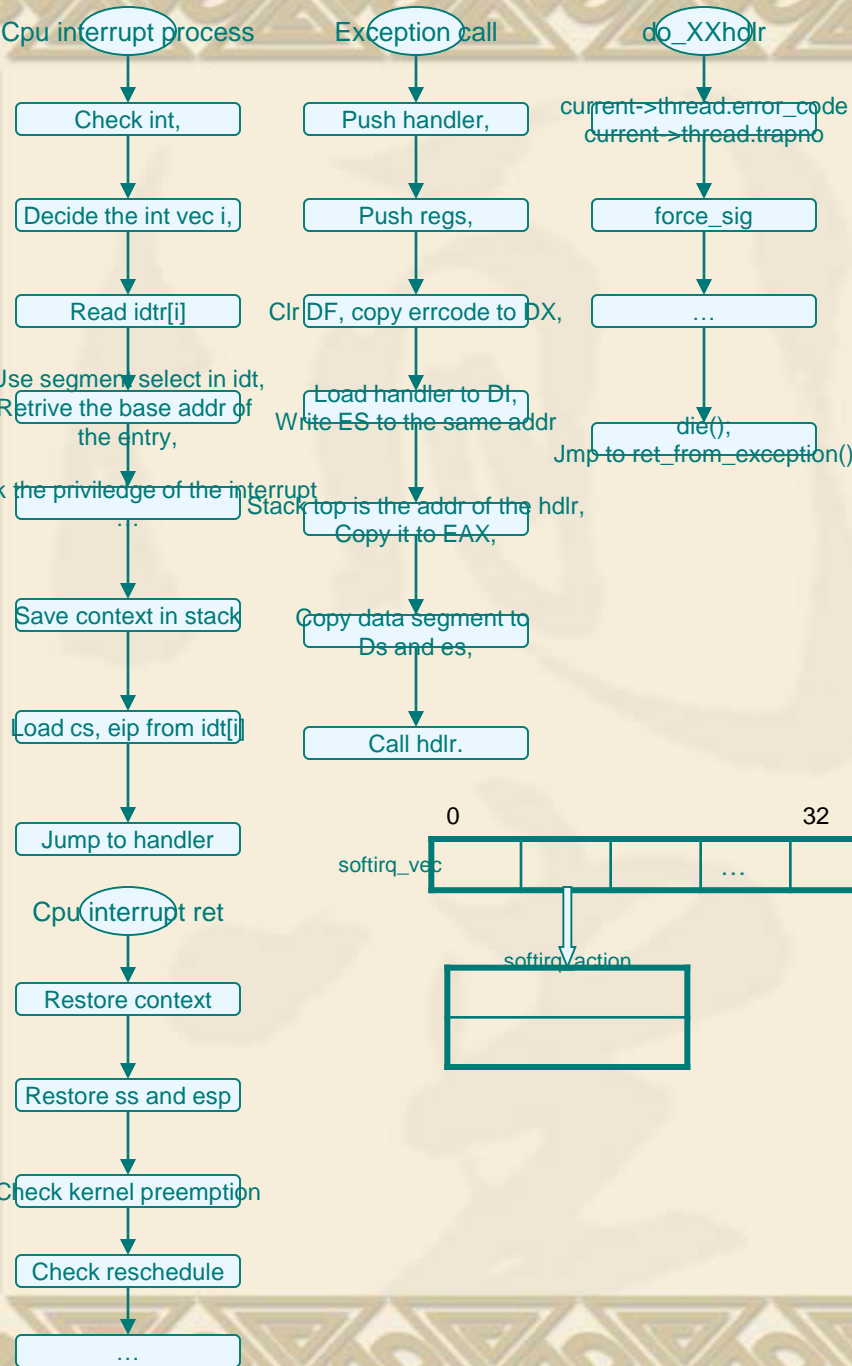 Cpu interrupt process
Check int,
Decide the int vec i,
Read idtr[i]
Use segment select in idt,
Retrive the base addr of
the entry,
k the priviledge of the interrupt
…
Save context in stack
Load cs, eip from idt[i]
Jump to handler
Cpu interrupt ret
Restore context
Restore ss and esp
Check kernel preemption
Check reschedule
…
Exception call
Push handler,
Push regs,
Clr DF, copy errcode to DX,
Load handler to DI,
Write ES to the same addr
Stack top is the addr of the hdlr,
Copy it to EAX,
Copy data segment to
Ds and es,
Call hdlr.
do_XXhdlr
current->thread.error_code
current->thread.trapno
force_sig
…
die();
Jmp to ret_from_exception()
0 32
softirq_vec
…
softirq_action